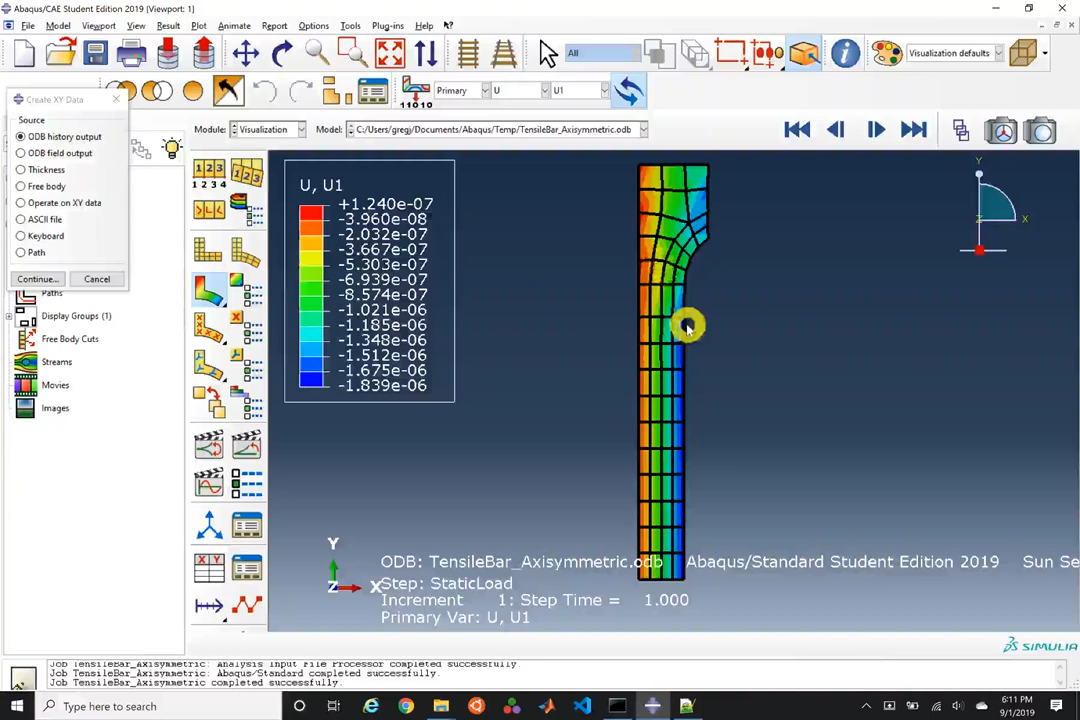 Abaqus/CAE Student Edition 2019 [Viewport: 1]
File Model Viewport View Result Plot Animate Report Options Tools Plug-ins Help
All
Visualization defaults
Primary U U1
Create XY Data
Module: Visualization Model: C:/Users/gregj/Documents/Abaqus/Temp/TensileBar_Axisymmetric.odb
Source
ODB history output
ODB field output
Thickness
Free body
Operate on XY data
ASCII file
Keyboard
Path
Continue... Cancel
Paths
Display Groups (1)
Free Body Cuts
Streams
Movies
Images
1 2 3 4
11010
U, U1
+1.240e-07
-3.960e-08
-2.032e-07
-3.667e-07
-5.303e-07
-6.939e-07
-8.574e-07
-1.021e-06
-1.185e-06
-1.348e-06
-1.512e-06
-1.675e-06
-1.839e-06
Y
X
Z
Y
Z X
ODB: TensileBar_Axisymmetric.odb Abaqus/Standard Student Edition 2019 Sun Se
Step: StaticLoad
Increment 1: Step Time = 1.000
Primary Var: U, U1
SIMULIA
Job TensileBar_Axisymmetric: Analysis Input File Processor completed successfully.
Job TensileBar_Axisymmetric: Abaqus/Standard completed successfully.
Job TensileBar_Axisymmetric completed successfully.
Type here to search
6:11 PM
9/1/2019